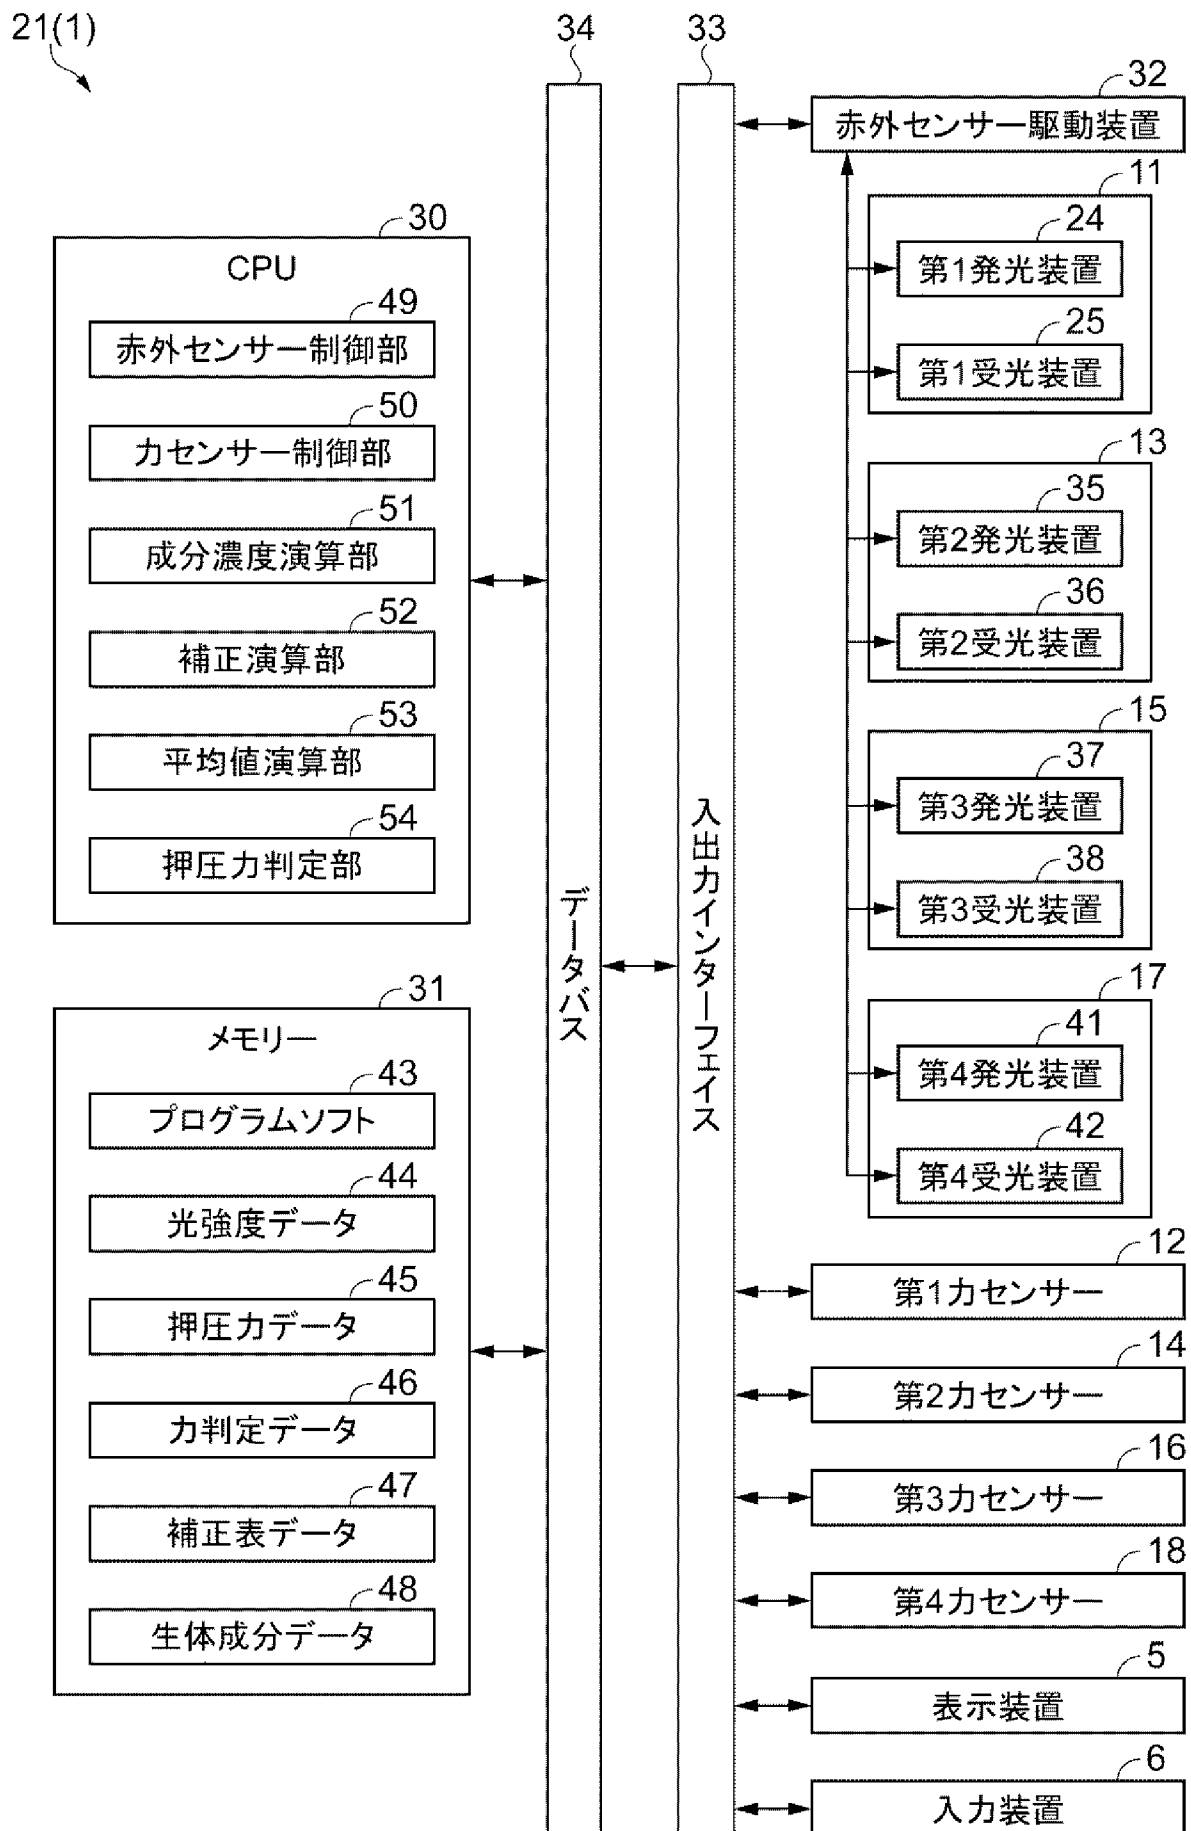 21(1)
34
33
32
赤外センサー駆動装置
11
24
第1発光装置
25
第1受光装置
13
35
第2発光装置
36
第2受光装置
15
37
第3発光装置
38
第3受光装置
17
41
第4発光装置
42
第4受光装置
12
第1力センサー
14
第2力センサー
16
第3力センサー
18
第4力センサー
5
表示装置
6
入力装置
30
CPU
49
赤外センサー制御部
50
力センサー制御部
51
成分濃度演算部
52
補正演算部
53
平均値演算部
54
押圧力判定部
31
メモリー
43
プログラムソフト
44
光強度データ
45
押圧力データ
46
力判定データ
47
補正表データ
48
生体成分データ
データバス
入出力インターフェイス